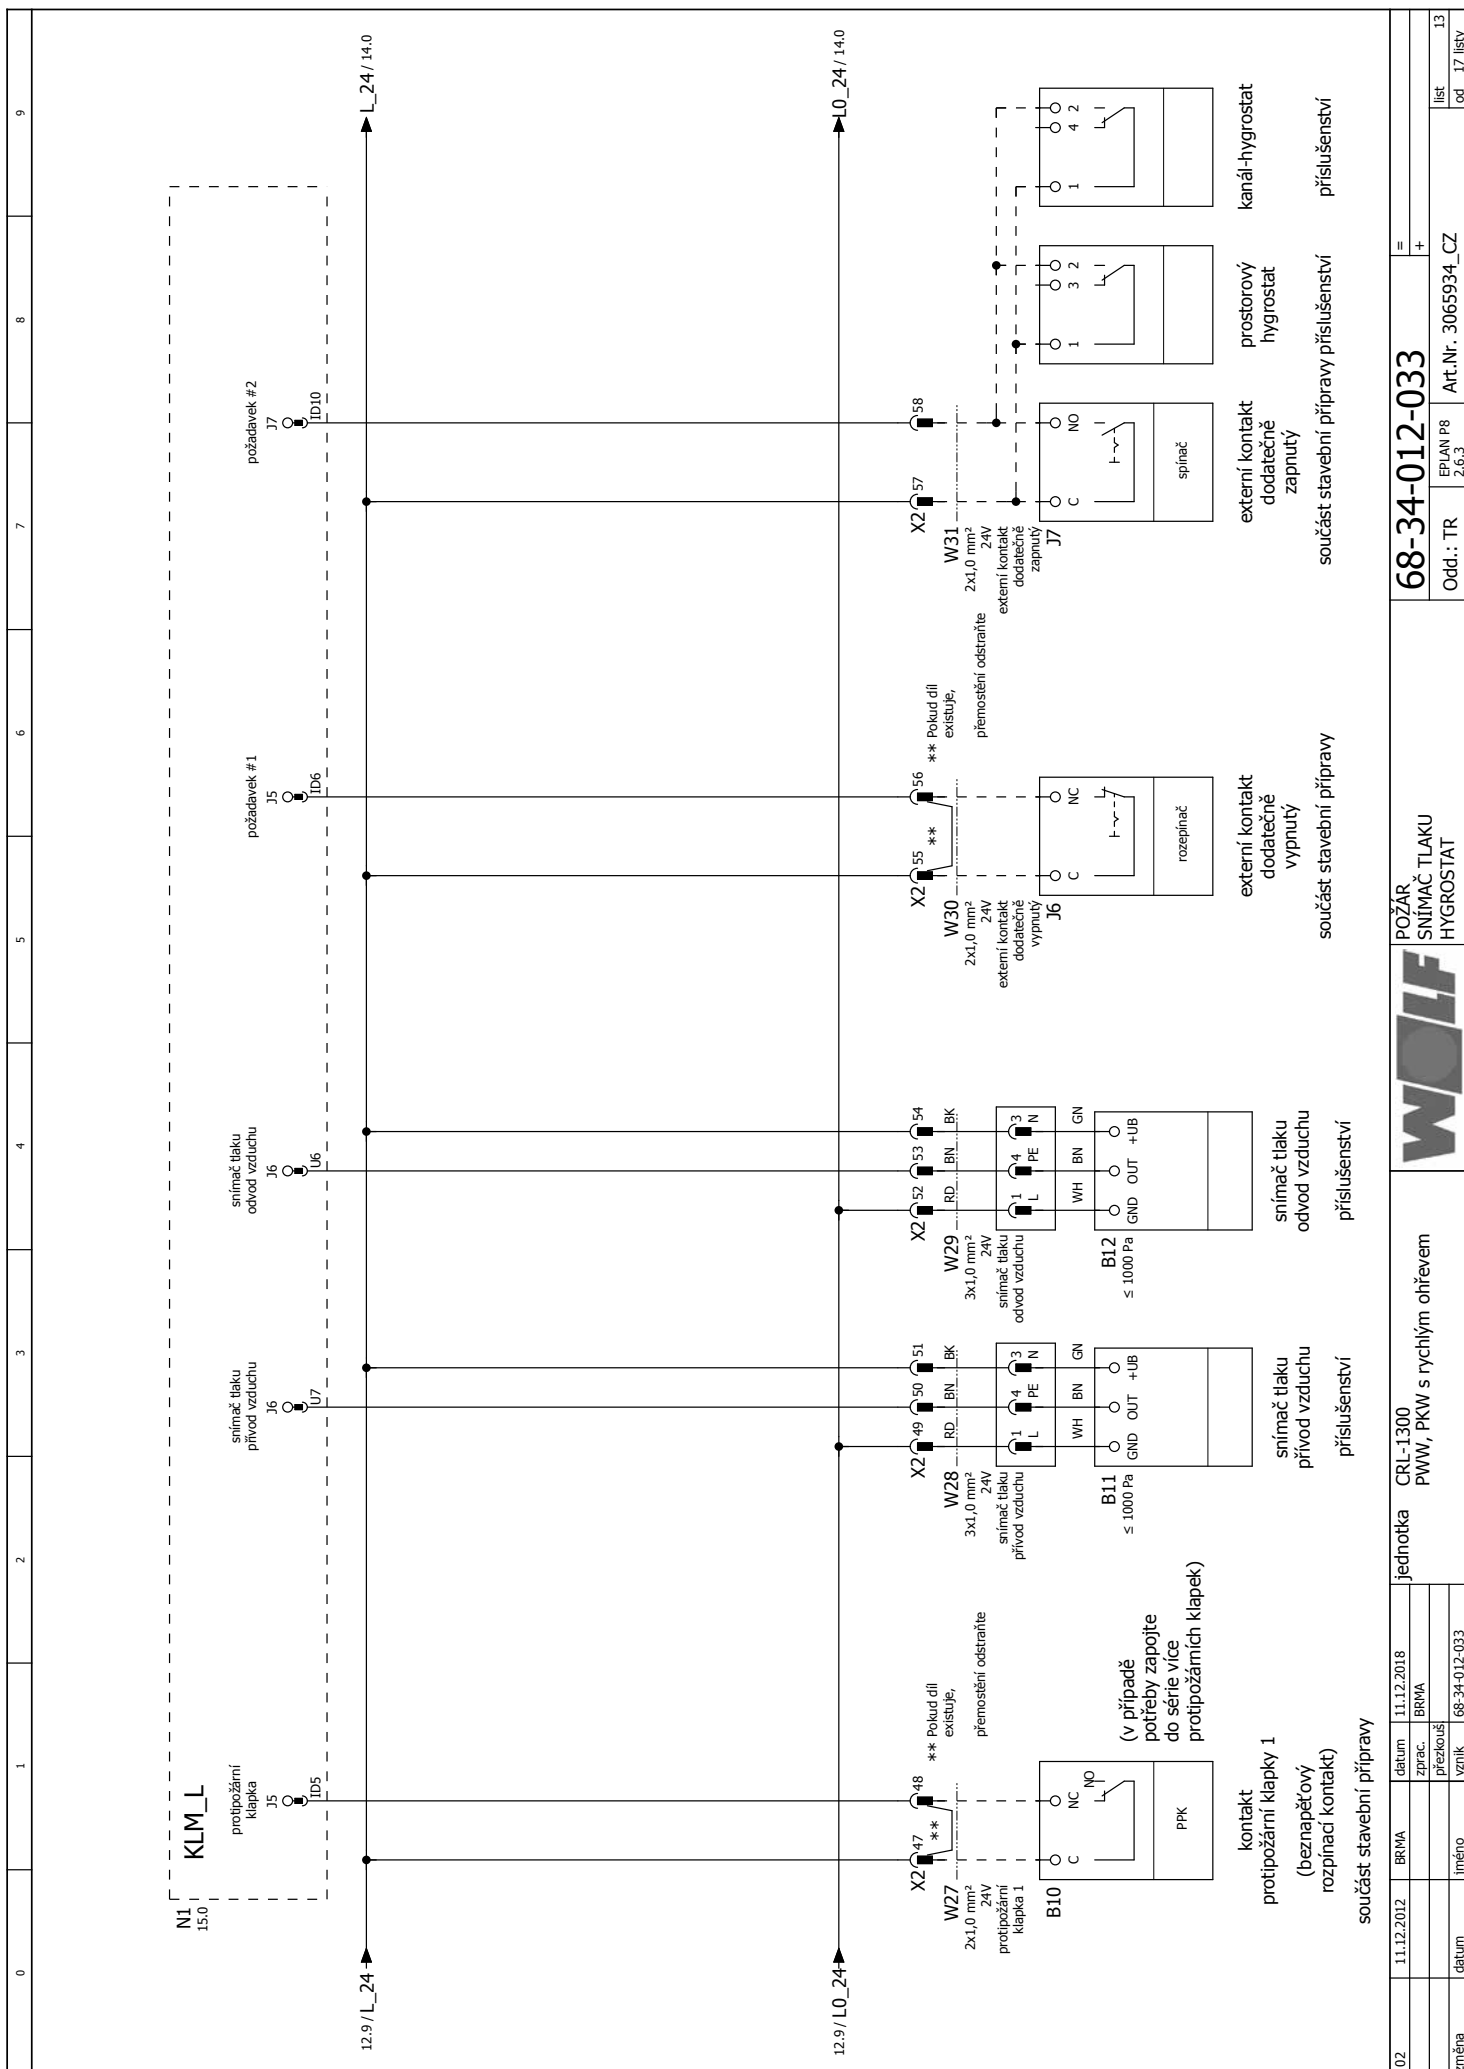 0 1 2 3 4 5 6 7 8 9
N1
15.0
KLM_L
protipožární
klapka
J5
ID5
snímač tlaku
přívod vzduchu
J6
U7
snímač tlaku
odvod vzduchu
J6
U6
požadavek #1
J5
ID6
požadavek #2
J7
ID10
12.9 / L_24
L_24 / 14.0
12.9 / L0_24
L0_24 / 14.0
X2 47 48
**
** Pokud díl
existuje,
přemostění odstraňte
W27
2x1,0 mm²
24V
protipožární
klapka 1
B10
C NC NO
PPK
(v případě
potřeby zapojte
do série více
protipožárních klapek)
kontakt
protipožární klapky 1
(beznapěťový
rozpínací kontakt)
součást stavební přípravy
X2 49 50 51
RD BN BK
W28
3x1,0 mm²
24V
snímač tlaku
přívod vzduchu
1 4 3
L PE N
WH BN GN
B11
≤ 1000 Pa
GND OUT +UB
snímač tlaku
přívod vzduchu
příslušenství
X2 52 53 54
RD BN BK
W29
3x1,0 mm²
24V
snímač tlaku
odvod vzduchu
1 4 3
L PE N
WH BN GN
B12
≤ 1000 Pa
GND OUT +UB
snímač tlaku
odvod vzduchu
příslušenství
X2 55 56
**
** Pokud díl
existuje,
přemostění odstraňte
W30
2x1,0 mm²
24V
externí kontakt
dodatečně
vypnutý
J6
C NC
rozepínač
externí kontakt
dodatečně
vypnutý
součást stavební přípravy
X2 57 58
W31
2x1,0 mm²
24V
externí kontakt
dodatečně
zapnutý
J7
C NO
spínač
externí kontakt
dodatečně
zapnutý
součást stavební přípravy
1 3 2
prostorový
hygrostat
příslušenství
1 4 2
kanál-hygrostat
příslušenství
02 11.12.2012 BRMA
změna datum jméno
datum 11.12.2018
zprac. BRMA
přezkouš.
vznik 68-34-012-033
jednotka CRL-1300
PWW, PKW s rychlým ohřevem
WOLF
POŽÁR
SNÍMAČ TLAKU
HYGROSTAT
68-34-012-033
Odd.: TR
EPLAN P8
2.6.3
Art.Nr. 3065934_CZ
=
+
list 13
od 17 listy